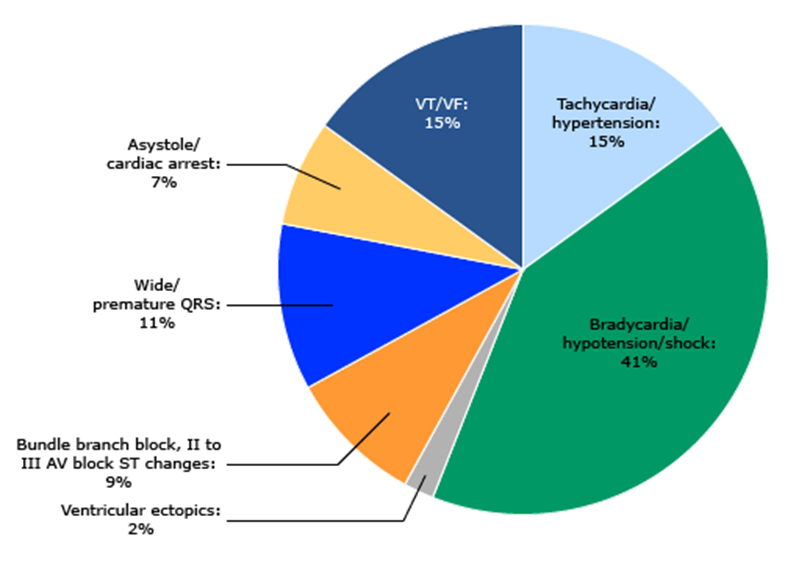 VT/VF:
15%
Tachycardia/
hypertension:
15%
Asystole/
cardiac arrest:
7%
Wide/
premature QRS:
11%
Bradycardia/
hypotension/shock:
41%
Bundle branch block, II to
III AV block ST changes:
9%
Ventricular ectopics:
2%